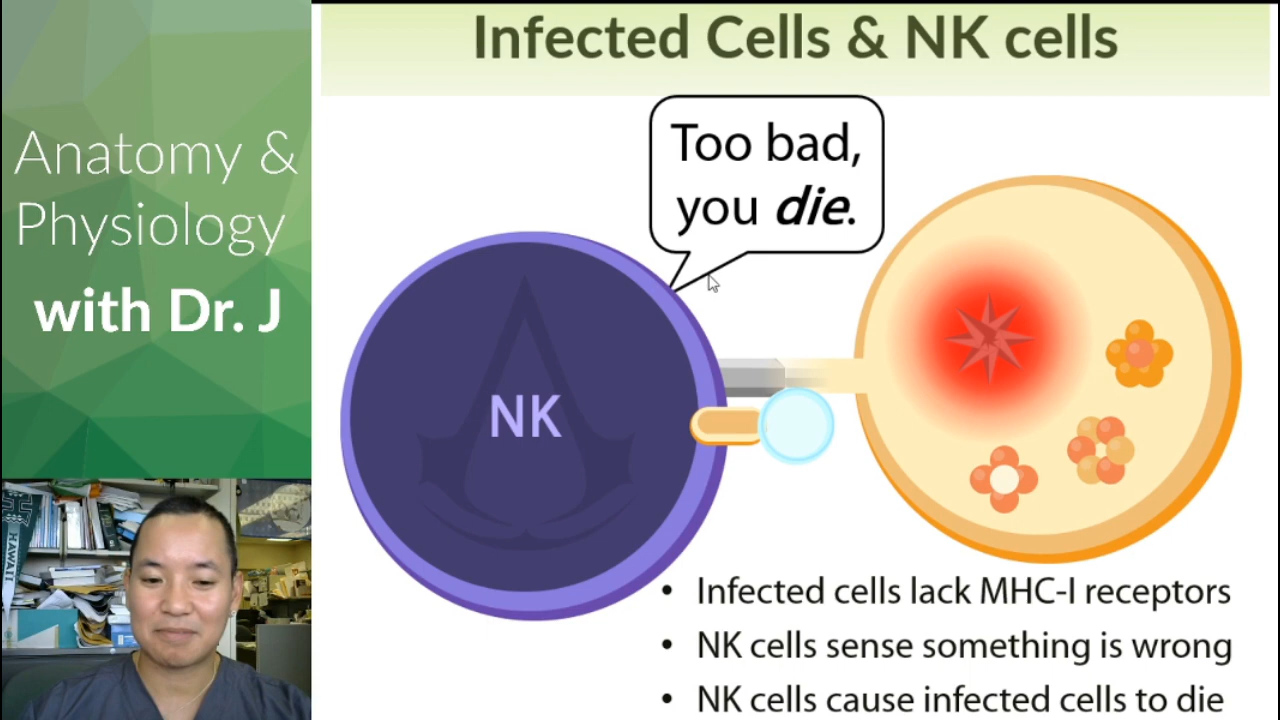 Infected Cells & NK cells
Anatomy &
Physiology
with Dr. J
Too bad,
you die.
NK
HAWAII
• Infected cells lack MHC-I receptors
• NK cells sense something is wrong
• NK cells cause infected cells to die